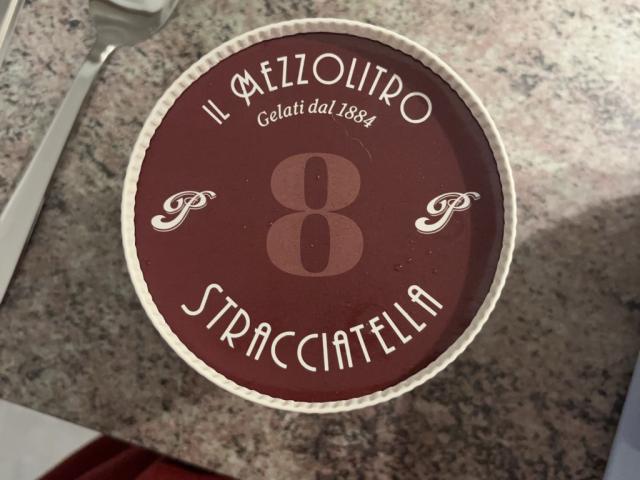 IL MEZZOLITRO
Gelati dal 1884
8
P P
STRACCIATELLA